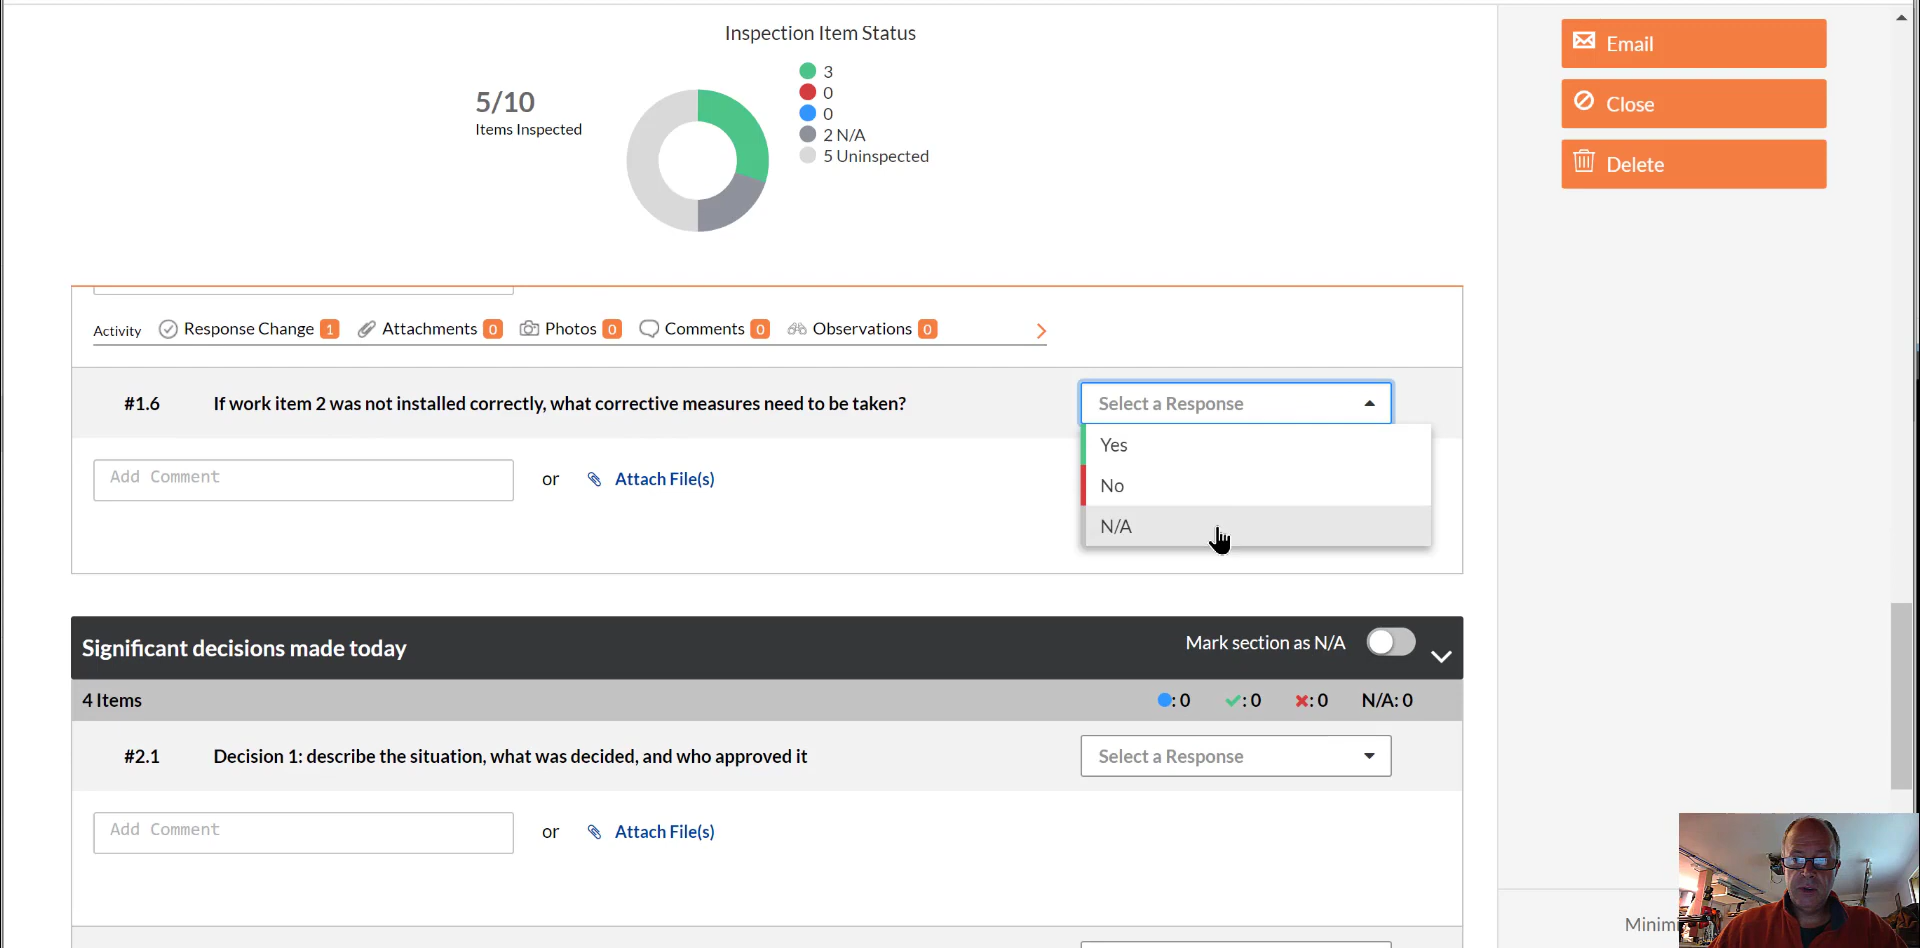 Inspection Item Status
5/10
Items Inspected
3
0
0
2 N/A
5 Uninspected
Email
Close
Delete
Activity Response Change 1 Attachments 0 Photos 0 Comments 0 Observations 0
#1.6 If work item 2 was not installed correctly, what corrective measures need to be taken? Select a Response
Yes
No
N/A
Add Comment or Attach File(s)
Significant decisions made today Mark section as N/A
4 Items : 0 : 0 : 0 N/A: 0
#2.1 Decision 1: describe the situation, what was decided, and who approved it Select a Response
Add Comment or Attach File(s)